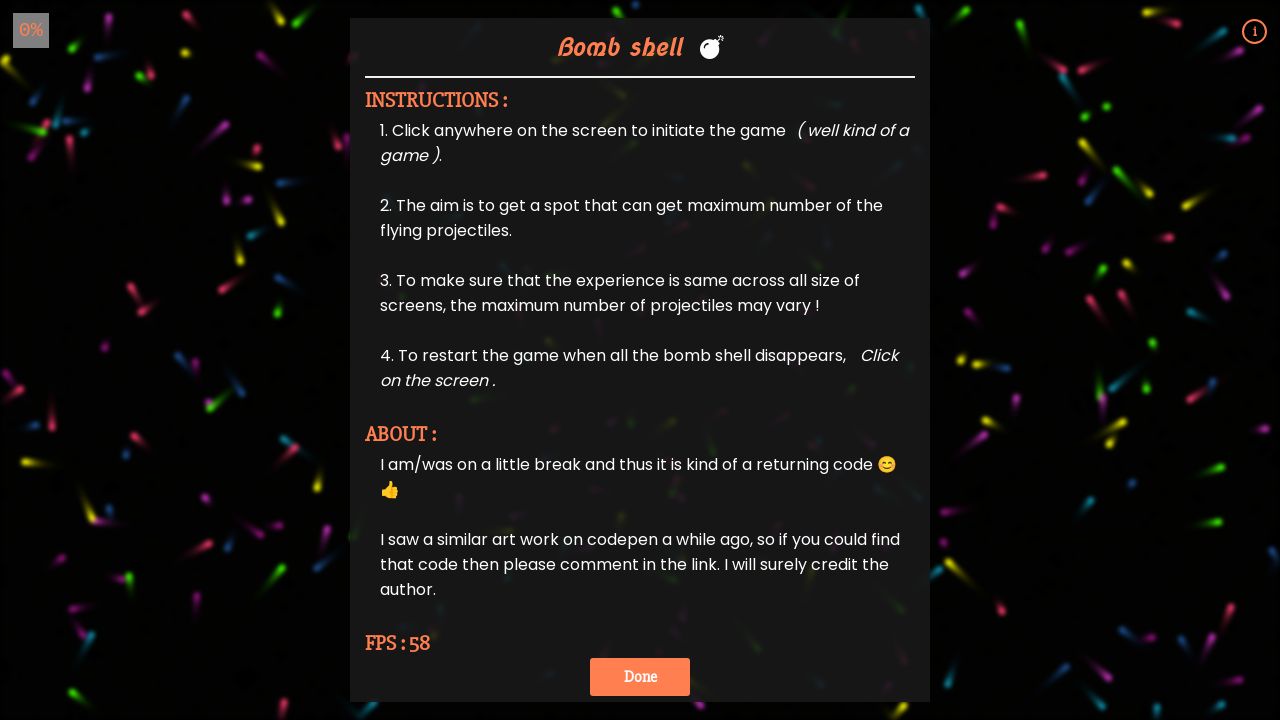 0%
i
Bomb shell 💣
INSTRUCTIONS :
1. Click anywhere on the screen to initiate the game ( well kind of a
game ).
2. The aim is to get a spot that can get maximum number of the
flying projectiles.
3. To make sure that the experience is same across all size of
screens, the maximum number of projectiles may vary !
4. To restart the game when all the bomb shell disappears, Click
on the screen .
ABOUT :
I am/was on a little break and thus it is kind of a returning code 😊
👍
I saw a similar art work on codepen a while ago, so if you could find
that code then please comment in the link. I will surely credit the
author.
FPS : 58
Done